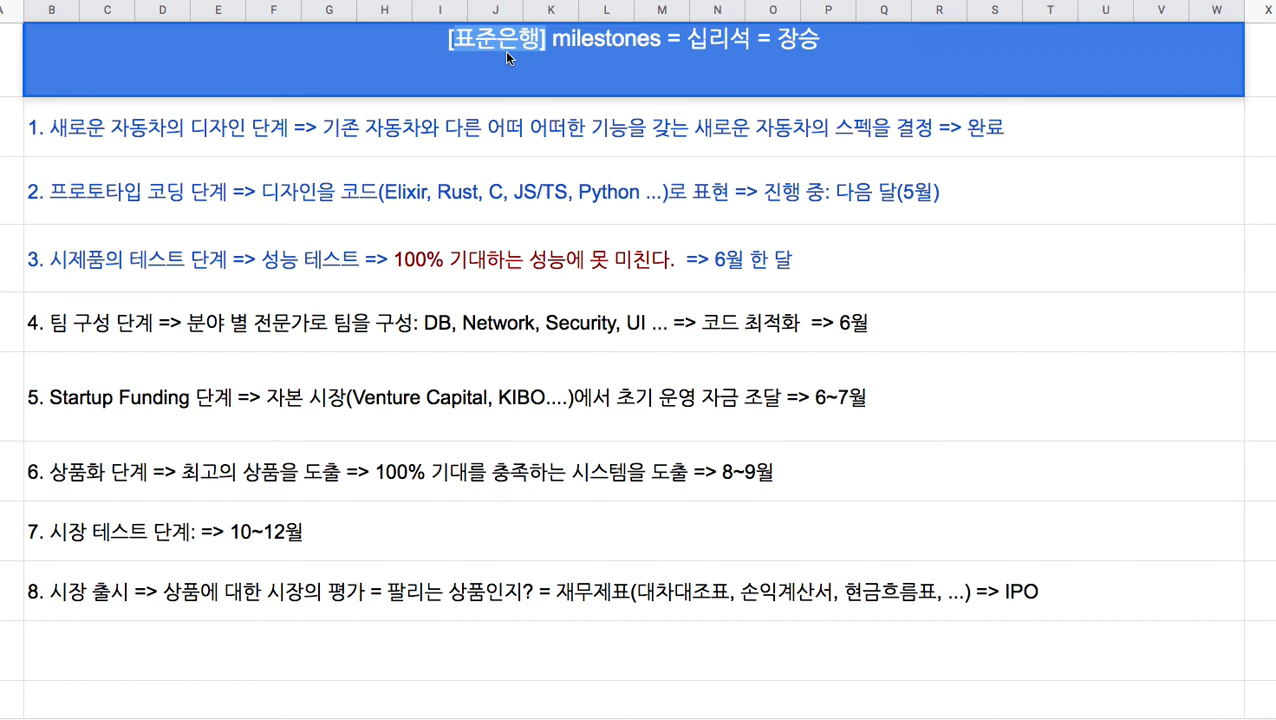 B C D E F G H I J K L M N O P Q R S T U V W X
[표준은행] milestones = 십리석 = 장승
1. 새로운 자동차의 디자인 단계 => 기존 자동차와 다른 어떠 어떠한 기능을 갖는 새로운 자동차의 스펙을 결정 => 완료
2. 프로토타입 코딩 단계 => 디자인을 코드(Elixir, Rust, C, JS/TS, Python ...)로 표현 => 진행 중: 다음 달(5월)
3. 시제품의 테스트 단계 => 성능 테스트 => 100% 기대하는 성능에 못 미친다. => 6월 한 달
4. 팀 구성 단계 => 분야 별 전문가로 팀을 구성: DB, Network, Security, UI ... => 코드 최적화 => 6월
5. Startup Funding 단계 => 자본 시장(Venture Capital, KIBO....)에서 초기 운영 자금 조달 => 6~7월
6. 상품화 단계 => 최고의 상품을 도출 => 100% 기대를 충족하는 시스템을 도출 => 8~9월
7. 시장 테스트 단계: => 10~12월
8. 시장 출시 => 상품에 대한 시장의 평가 = 팔리는 상품인지? = 재무제표(대차대조표, 손익계산서, 현금흐름표, ...) => IPO